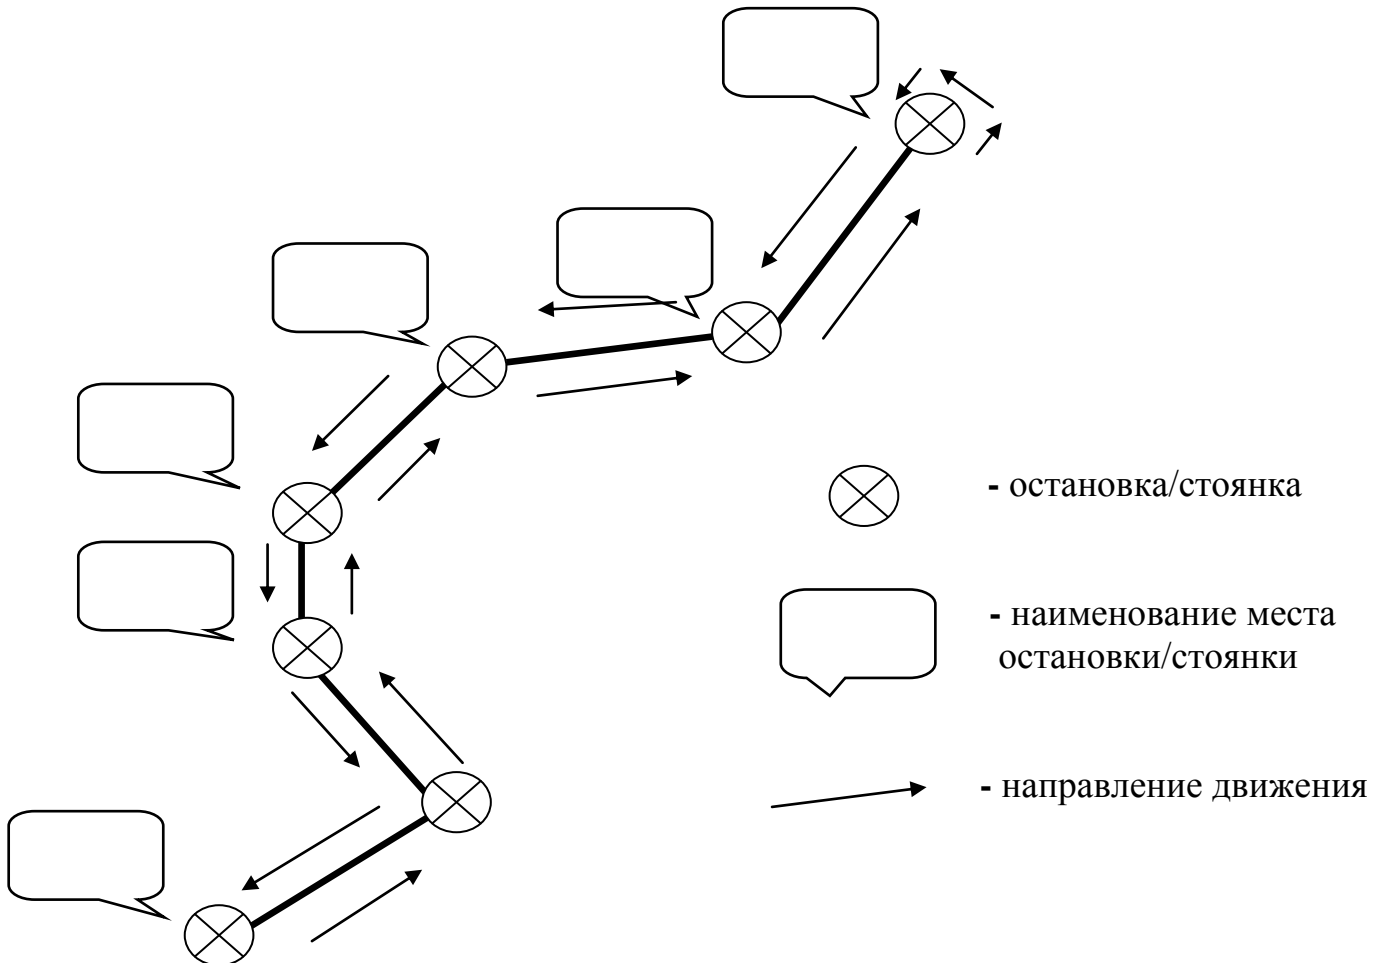 - остановка/стоянка
- наименование места
остановки/стоянки
- направление движения